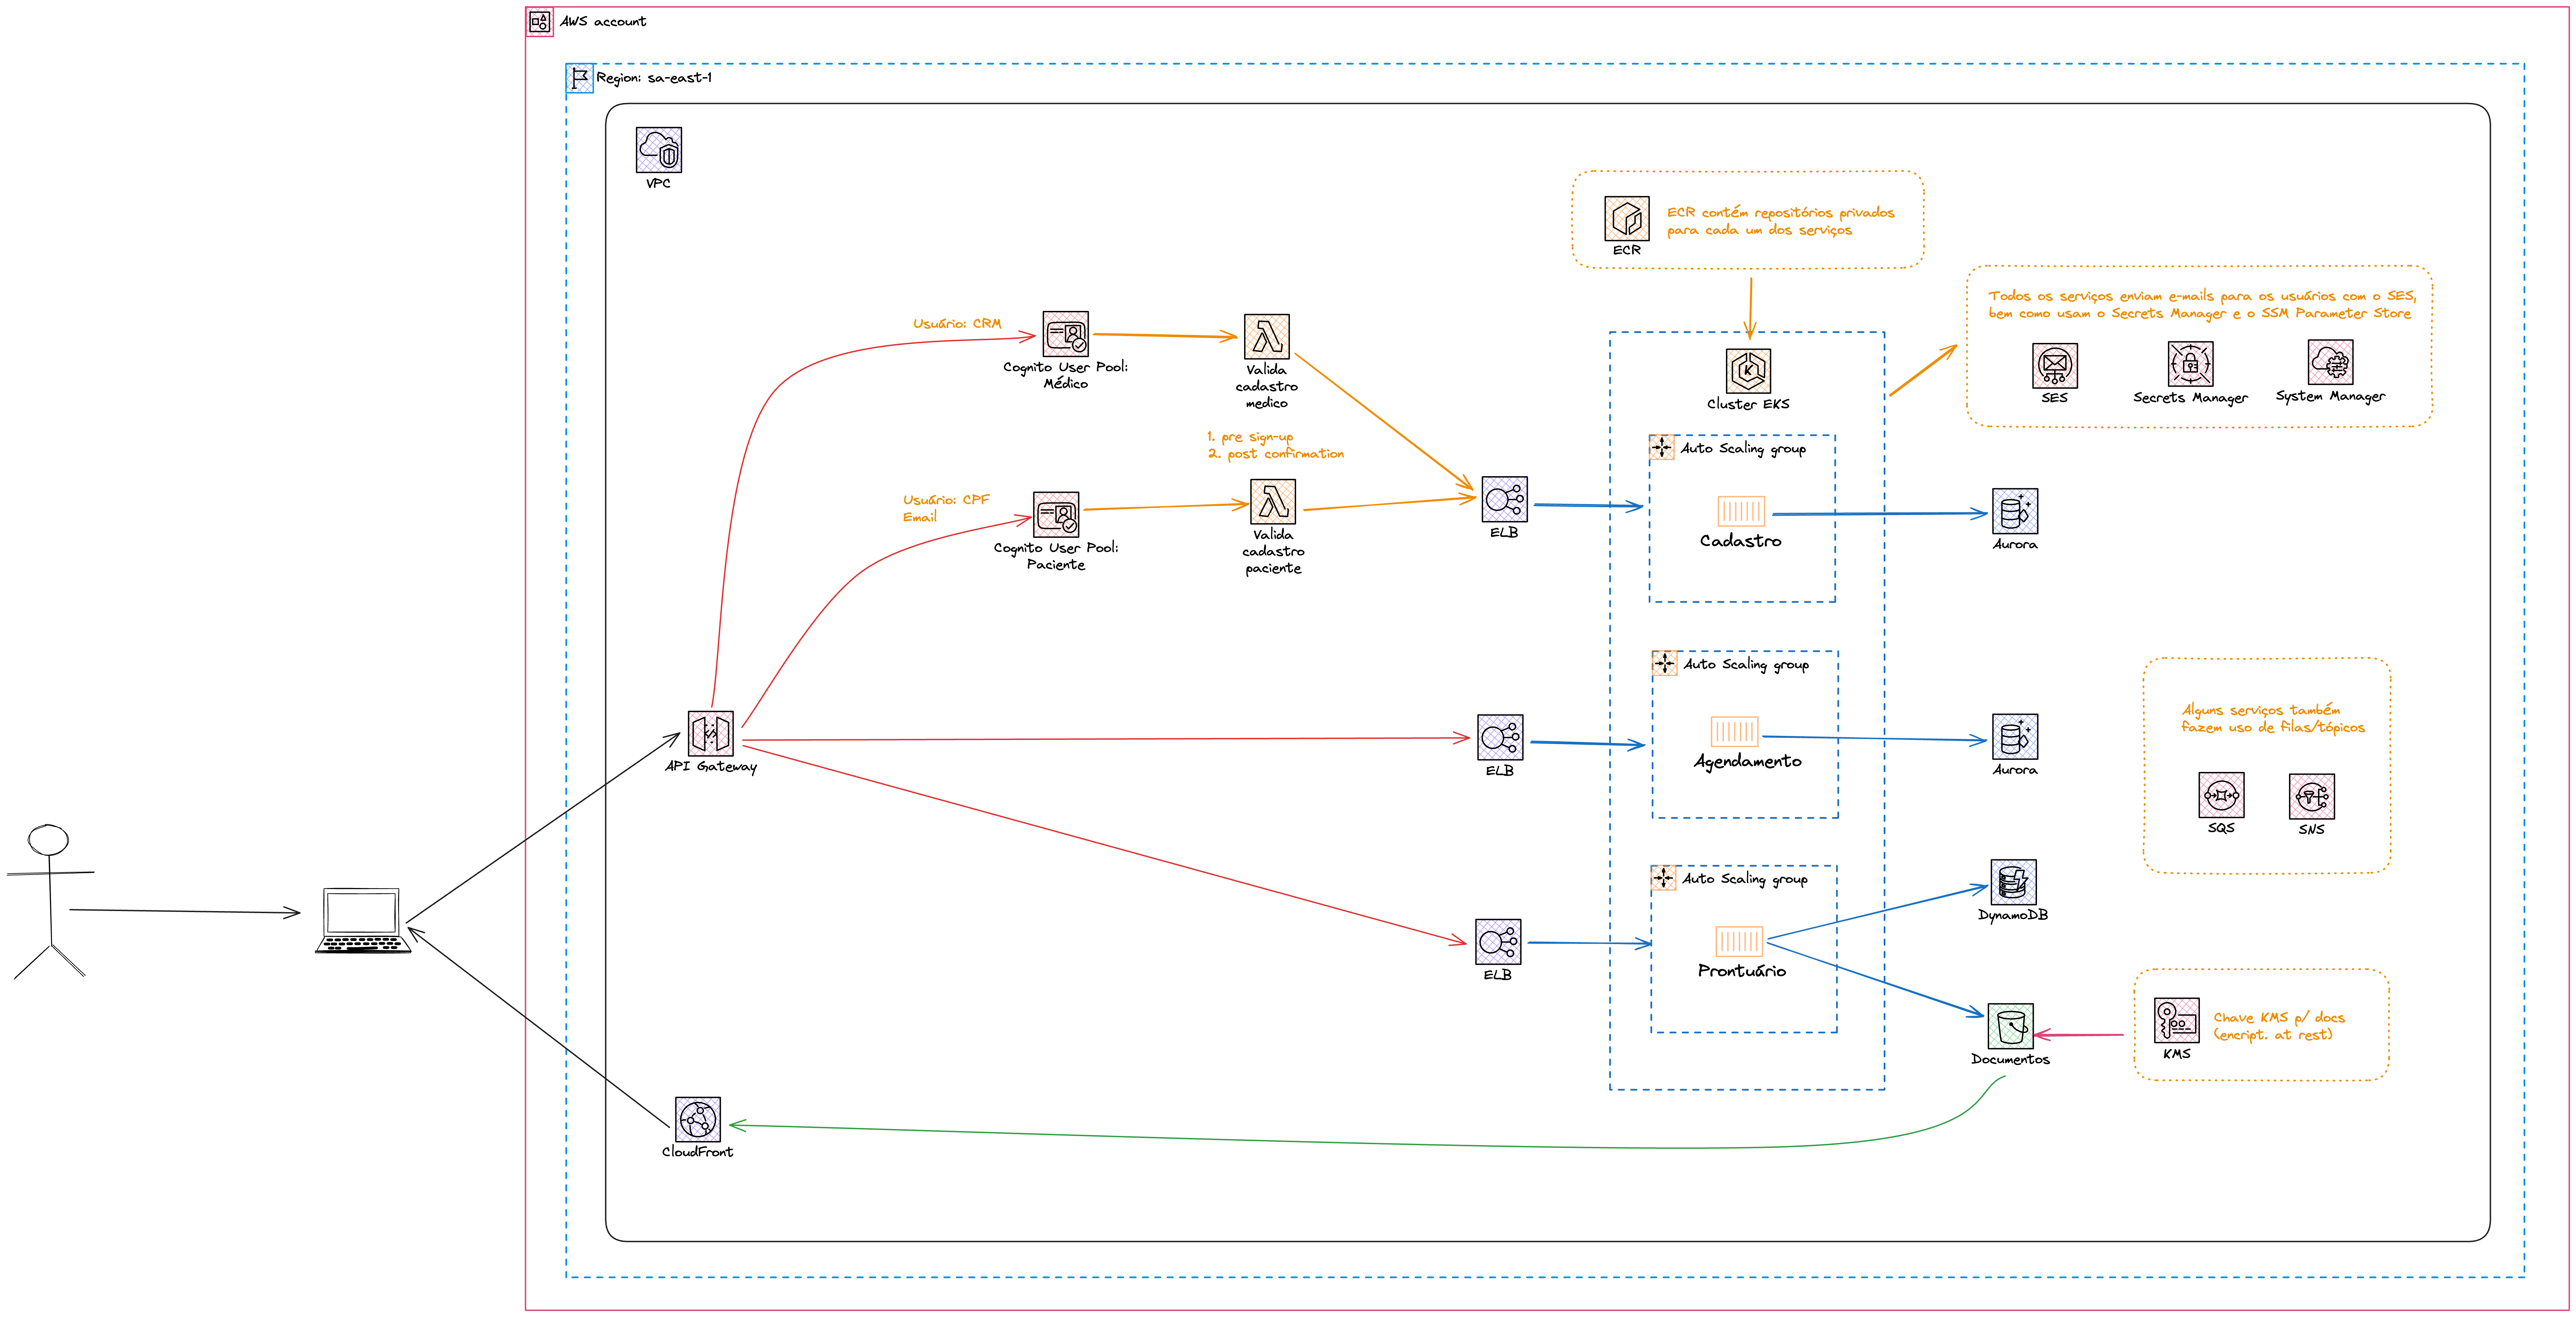 AWS account
Region: sa-east-1
VPC
ECR contém repositórios privados
para cada um dos serviços
ECR
Todos os serviços enviam e-mails para os usuários com o SES,
bem como usam o Secrets Manager e o SSM Parameter Store
SES
Secrets Manager
System Manager
Usuário: CRM
Cognito User Pool:
Médico
Valida
cadastro
medico
Cluster EKS
1. pre sign-up
2. post confirmation
Usuário: CPF
Email
Cognito User Pool:
Paciente
Valida
cadastro
paciente
ELB
Auto Scaling group
Cadastro
Aurora
API Gateway
ELB
Auto Scaling group
Agendamento
Aurora
Alguns serviços também
fazem uso de filas/tópicos
SQS
SNS
ELB
Auto Scaling group
Prontuário
DynamoDB
Documentos
KMS
Chave KMS p/ docs
(encript. at rest)
CloudFront